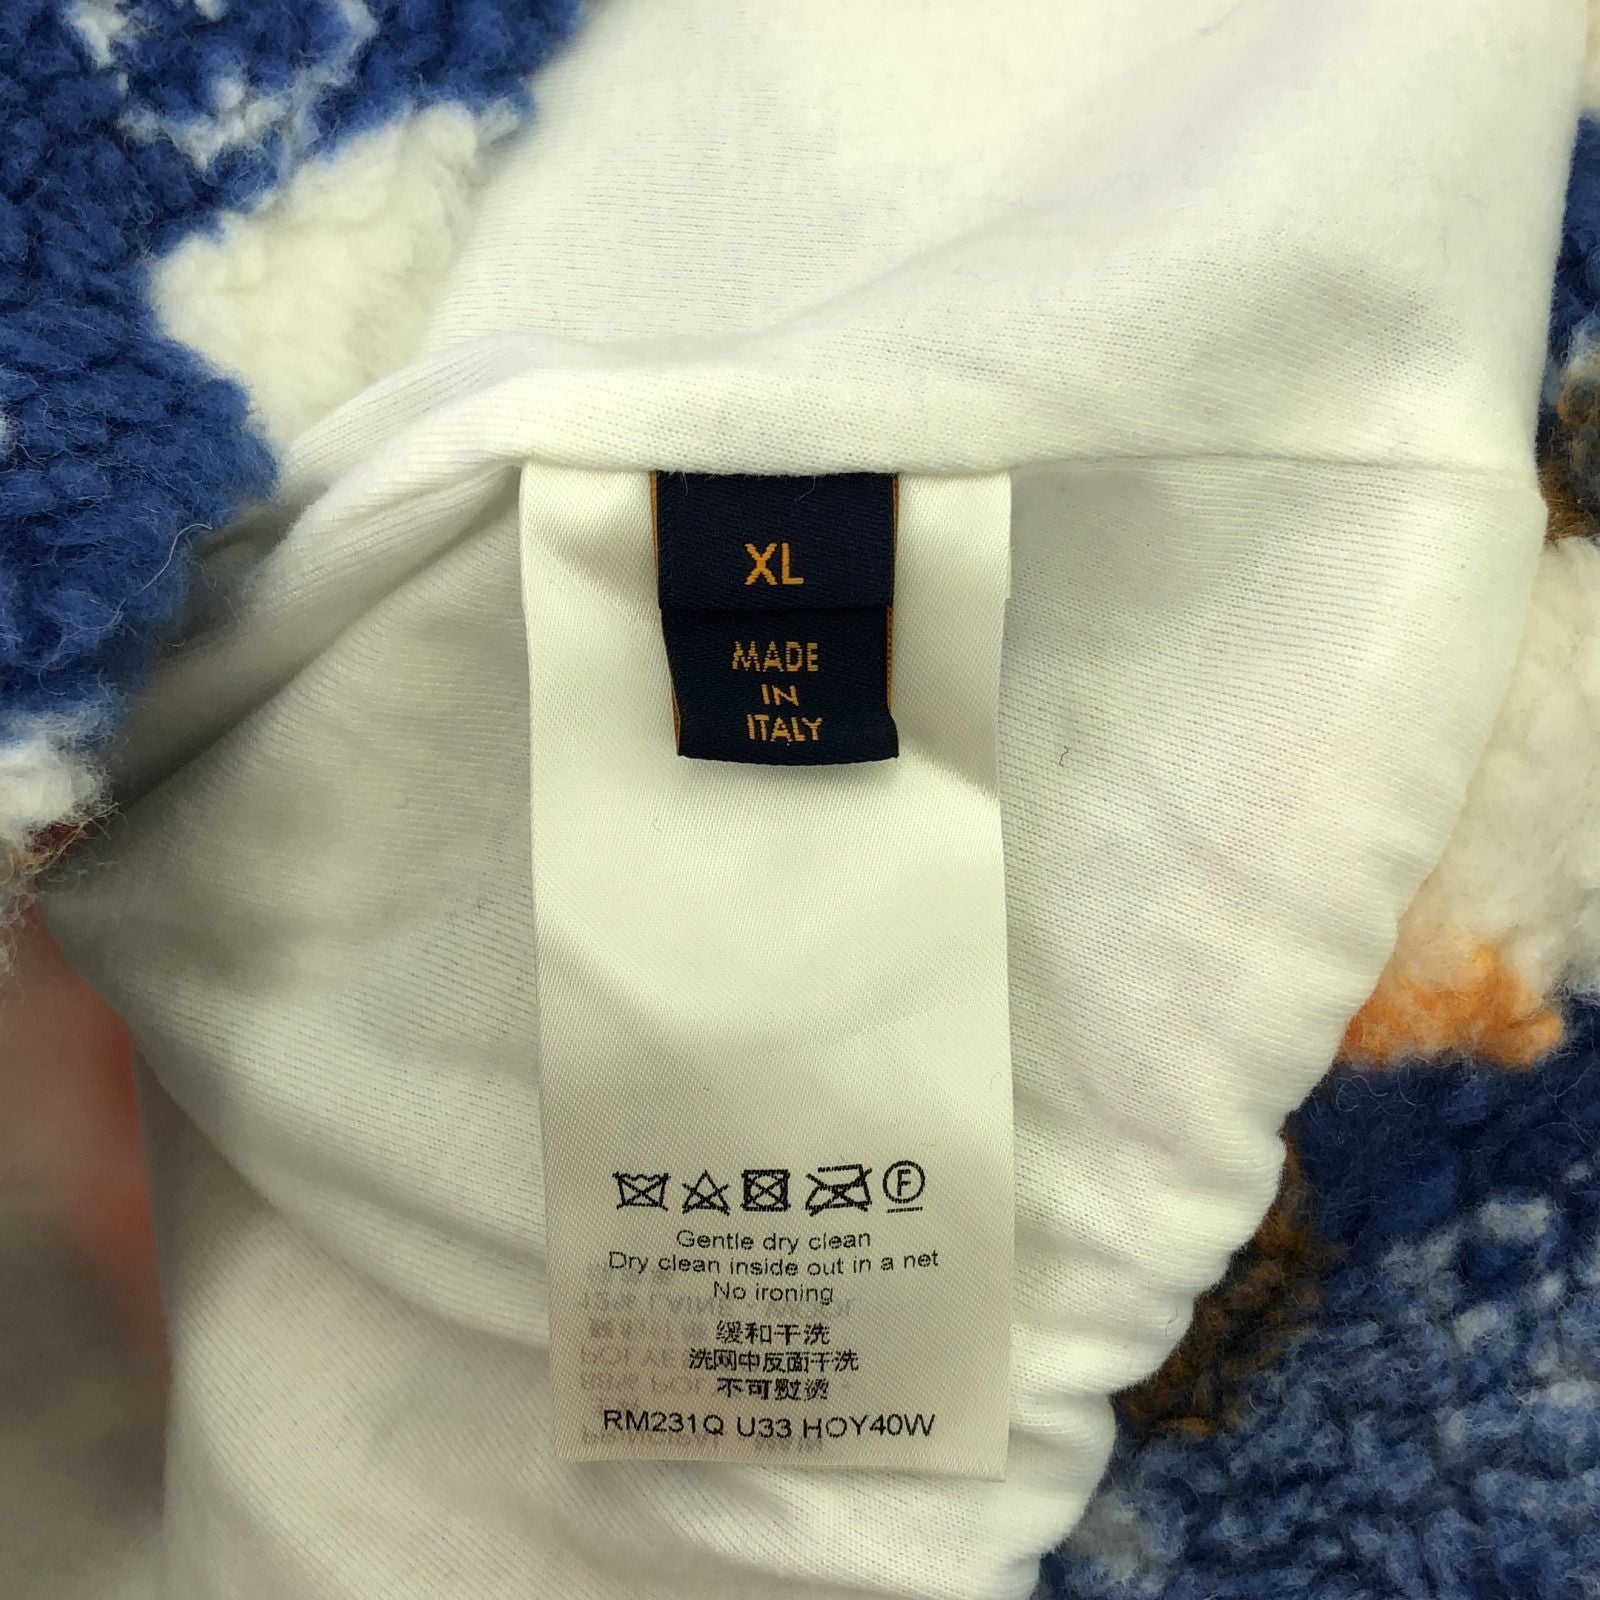 XL
MADE
IN
ITALY
F
Gentle dry clean
Dry clean inside out in a net
No ironing
缓和干洗
洗网中反面干洗
不可熨烫
RM231Q U33 HOY40W